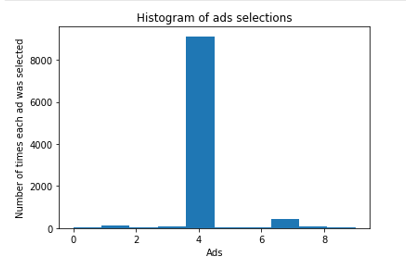 Histogram of ads selections
Number of times each ad was selected
8000
6000
4000
2000
0
0 2 4 6 8
Ads